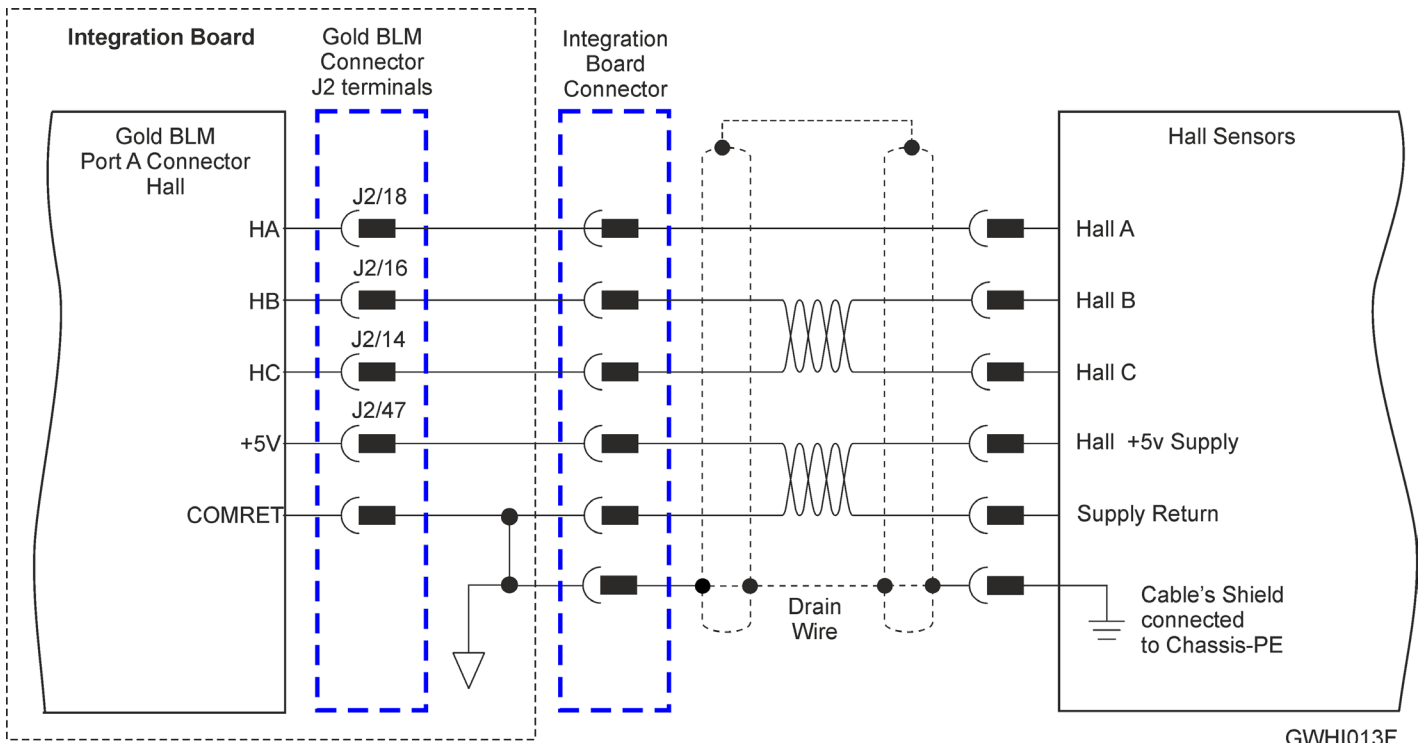 Integration Board
Gold BLM
Connector
J2 terminals
Integration
Board
Connector
Gold BLM
Port A Connector
Hall
Hall Sensors
J2/18
HA
Hall A
J2/16
HB
Hall B
J2/14
HC
Hall C
J2/47
+5V
Hall +5v Supply
COMRET
Supply Return
Drain
Wire
Cable's Shield
connected
to Chassis-PE